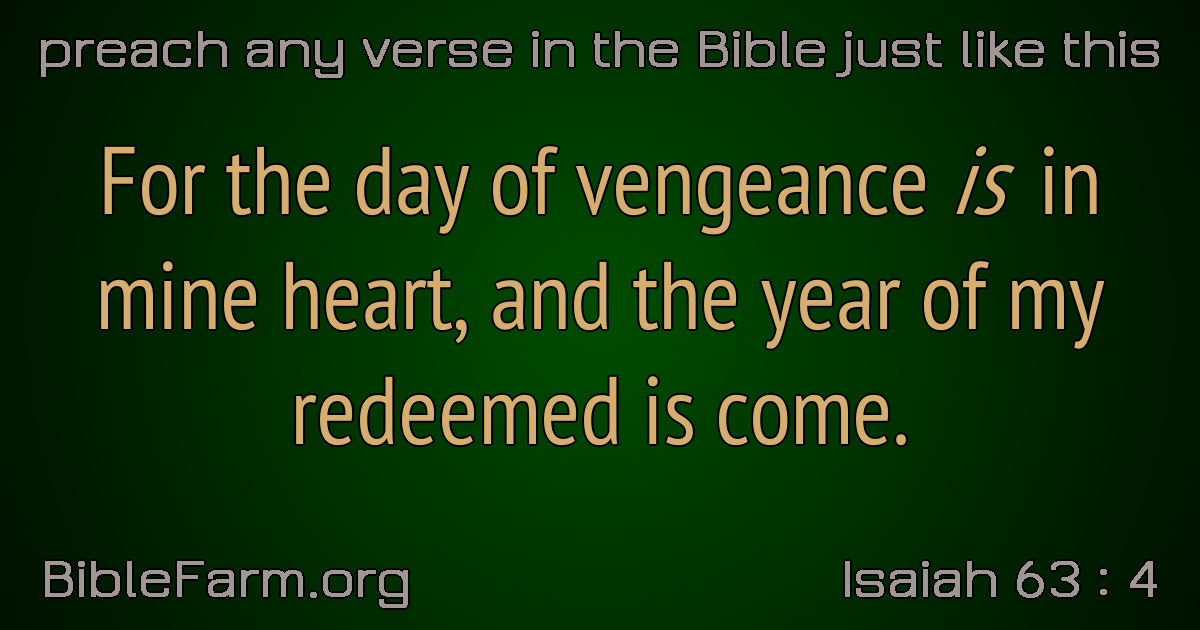 preach any verse in the Bible just like this
For the day of vengeance is in
mine heart, and the year of my
redeemed is come.
BibleFarm.org
Isaiah 63 : 4